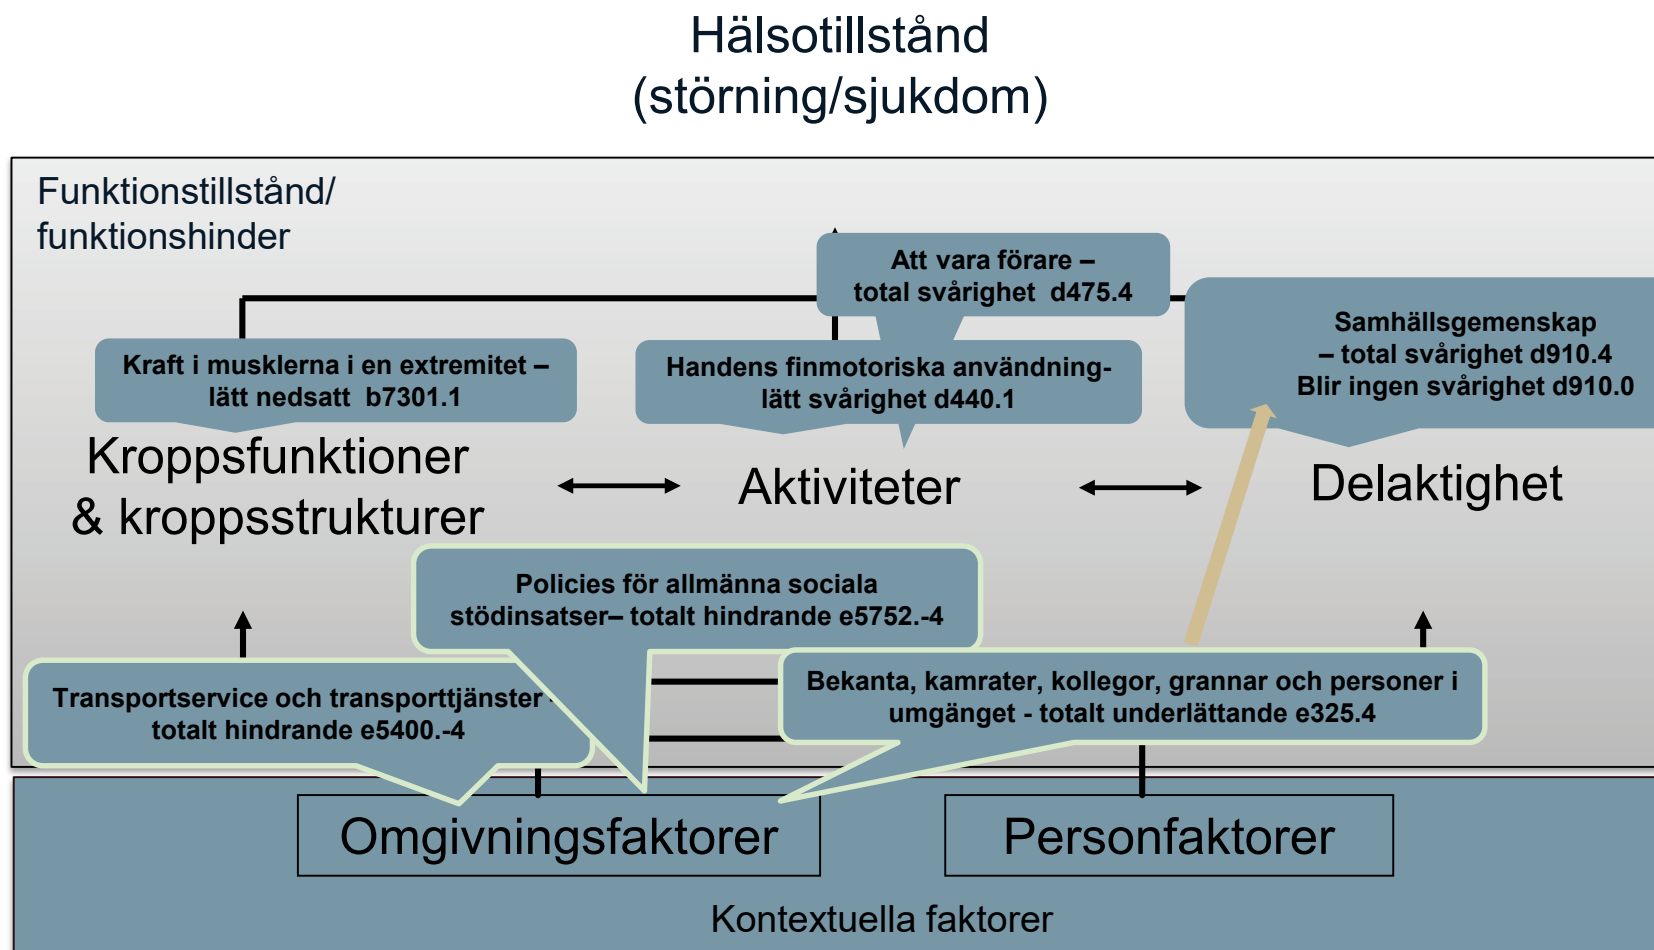 Hälsotillstånd
(störning/sjukdom)
Funktionstillstånd/
funktionshinder
Att vara förare –
total svårighet d475.4
Samhällsgemenskap
– total svårighet d910.4
Blir ingen svårighet d910.0
Kraft i musklerna i en extremitet –
lätt nedsatt b7301.1
Handens finmotoriska användning-
lätt svårighet d440.1
Kroppsfunktioner
& kroppsstrukturer
Aktiviteter
Delaktighet
Policies för allmänna sociala
stödinsatser– totalt hindrande e5752.-4
Transportservice och transporttjänster -
totalt hindrande e5400.-4
Bekanta, kamrater, kollegor, grannar och personer i
umgänget - totalt underlättande e325.4
Omgivningsfaktorer
Personfaktorer
Kontextuella faktorer